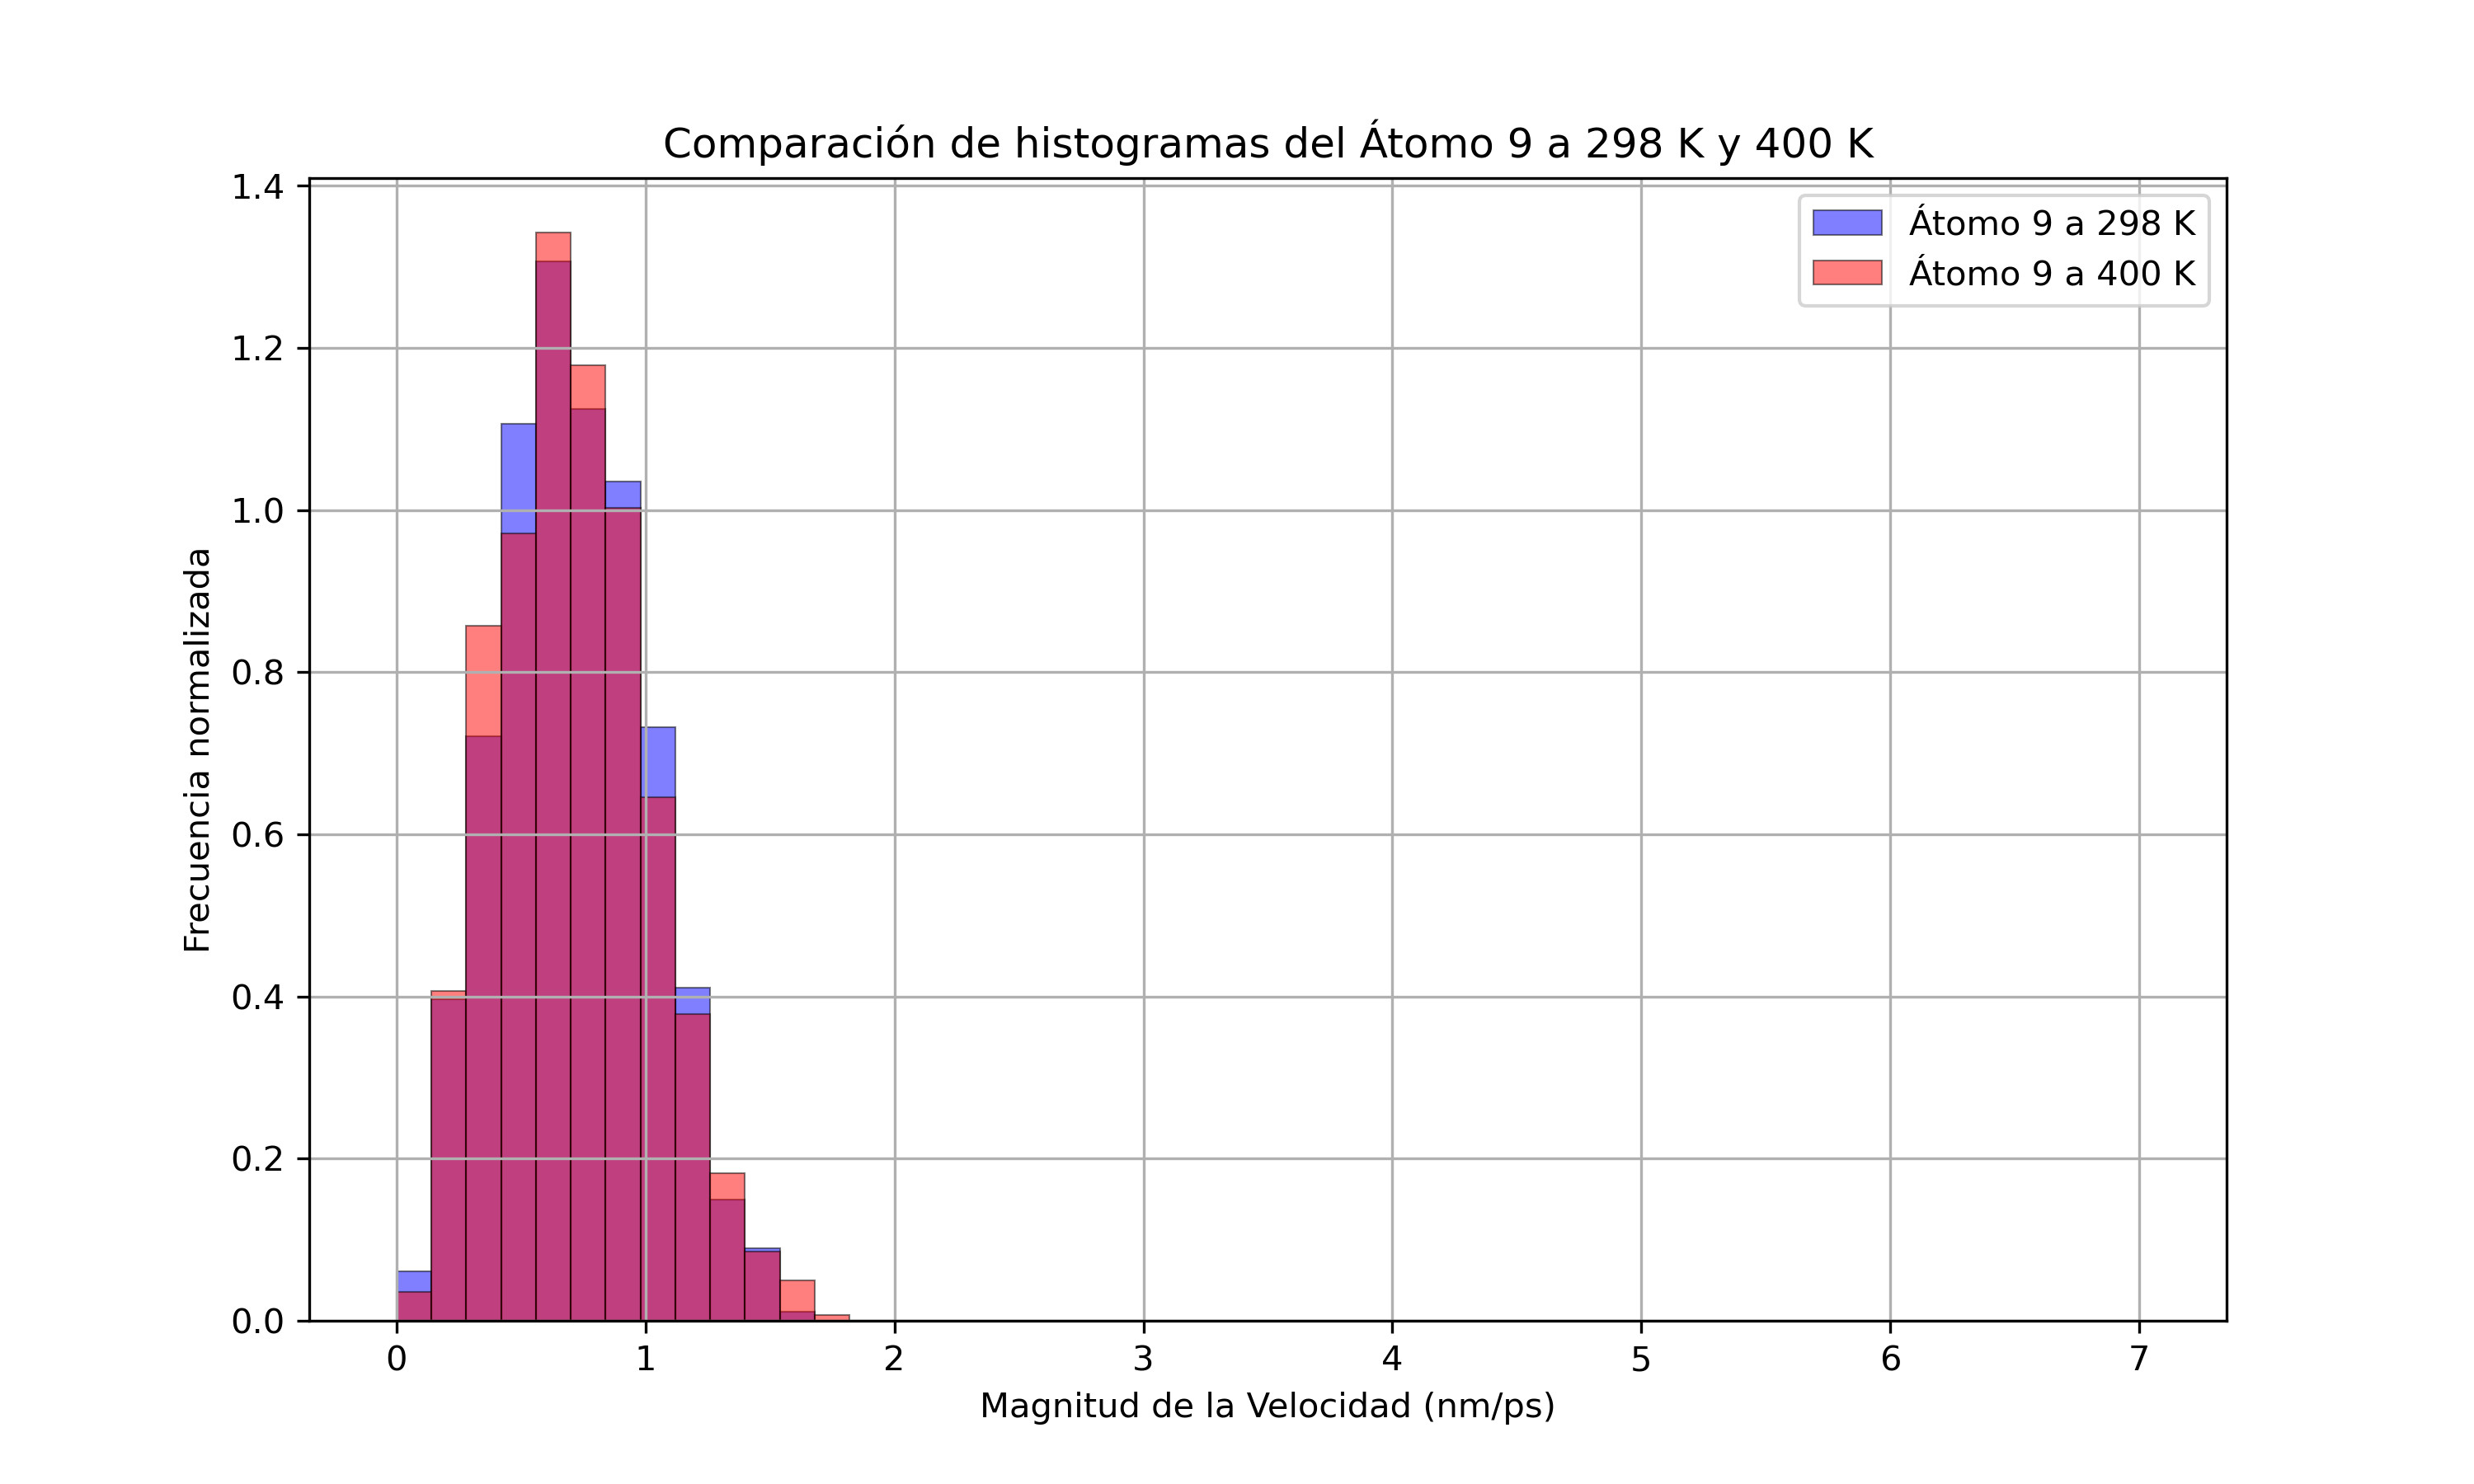 Comparación de histogramas del Átomo 9 a 298 K y 400 K
Átomo 9 a 298 K
Átomo 9 a 400 K
Frecuencia normalizada
1.4
1.2
1.0
0.8
0.6
0.4
0.2
0.0
0 1 2 3 4 5 6 7
Magnitud de la Velocidad (nm/ps)